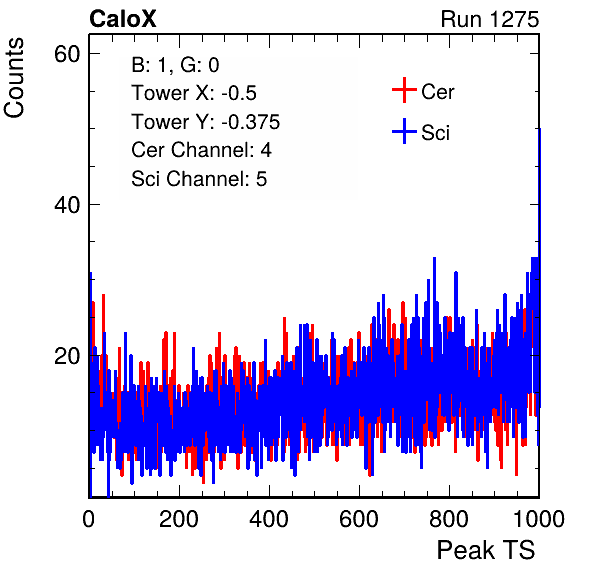 CaloX Run 1275
Counts
B: 1, G: 0
Tower X: -0.5
Tower Y: -0.375
Cer Channel: 4
Sci Channel: 5
Cer
Sci
60
40
20
0 200 400 600 800 1000
Peak TS